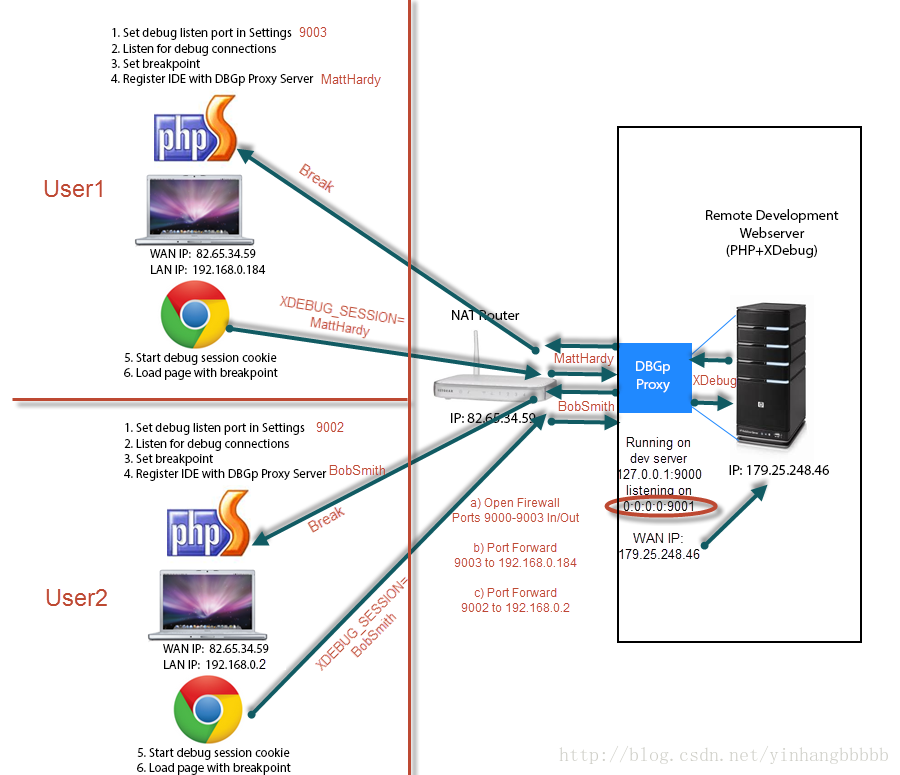 1. Set debug listen port in Settings 9003
2. Listen for debug connections
3. Set breakpoint
4. Register IDE with DBGp Proxy Server MattHardy
php S
User1
Break
WAN IP: 82.65.34.59
LAN IP: 192.168.0.184
XDEBUG_SESSION=
MattHardy
5. Start debug session cookie
6. Load page with breakpoint
NAT Router
IP: 82.65.34.59
MattHardy
BobSmith
DBGp
Proxy
XDebug
Remote Development
Webserver
(PHP+XDebug)
IP: 179.25.248.46
Running on
dev server
127.0.0.1:9000
listening on
0:0:0:0:9001
WAN IP:
179.25.248.46
a) Open Firewall
Ports 9000-9003 In/Out
b) Port Forward
9003 to 192.168.0.184
c) Port Forward
9002 to 192.168.0.2
1. Set debug listen port in Settings 9002
2. Listen for debug connections
3. Set breakpoint
4. Register IDE with DBGp Proxy Server BobSmith
php S
Break
User2
WAN IP: 82.65.34.59
LAN IP: 192.168.0.2
XDEBUG_SESSION=
BobSmith
5. Start debug session cookie
6. Load page with breakpoint
http://blog.csdn.net/yinhangbbbbb